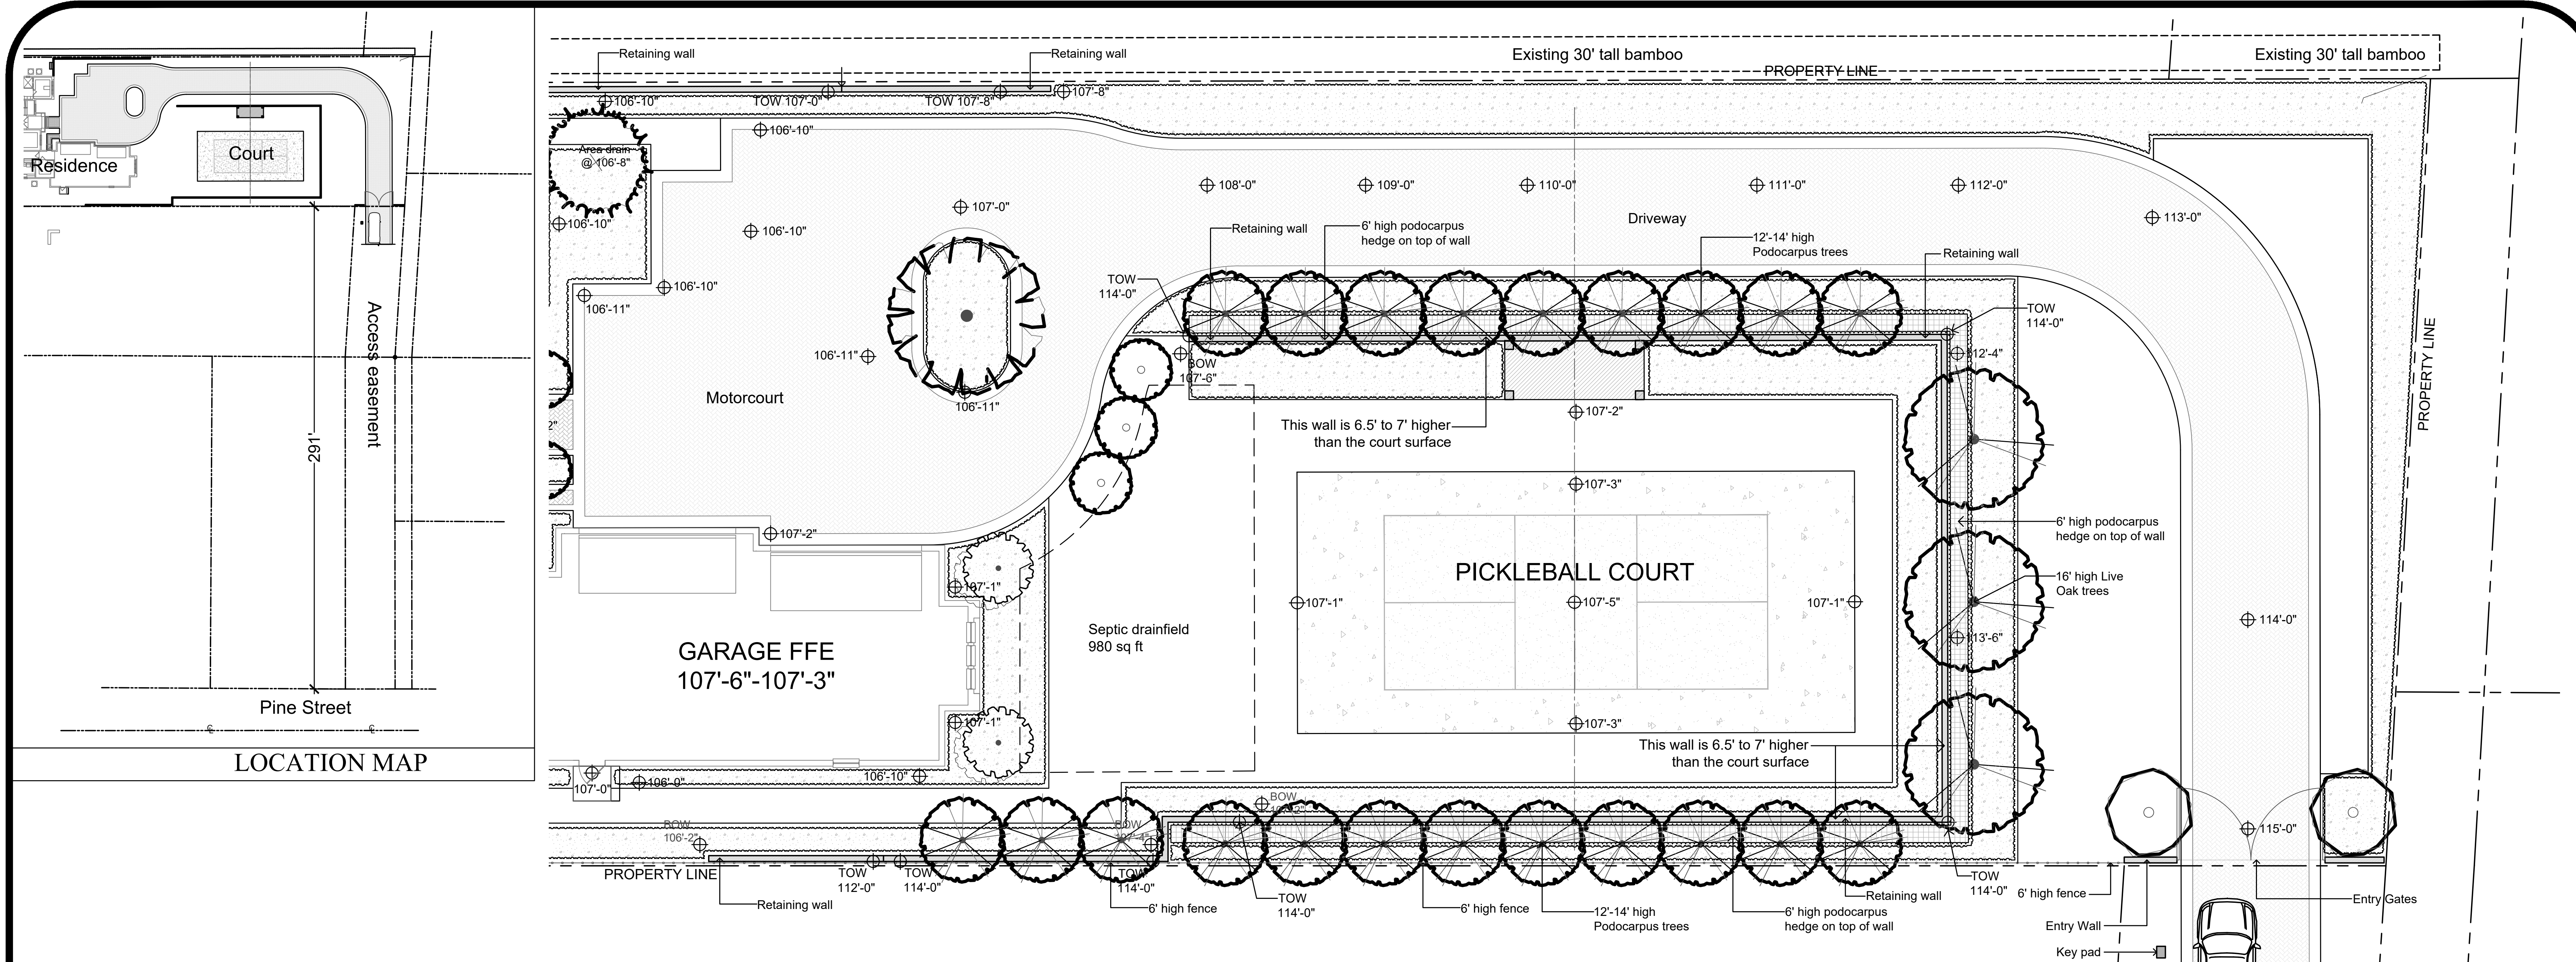 Residence
Court
Access easement
291'
Pine Street
LOCATION MAP
Retaining wall
Retaining wall
Existing 30' tall bamboo
Existing 30' tall bamboo
PROPERTY LINE
106'-10"
TOW 107'-0"
TOW 107'-8"
107'-8"
106'-10"
Area drain
@ 106'-8"
108'-0"
109'-0"
110'-0"
111'-0"
112'-0"
107'-0"
113'-0"
Driveway
106'-10"
106'-10"
Retaining wall
6' high podocarpus
hedge on top of wall
12'-14' high
Podocarpus trees
Retaining wall
TOW
114'-0"
106'-10"
106'-11"
TOW
114'-0"
106'-11"
BOW
107'-6"
112'-4"
PROPERTY LINE
Motorcourt
106'-11"
107'-2"
This wall is 6.5' to 7' higher
than the court surface
107'-3"
107'-2"
6' high podocarpus
hedge on top of wall
PICKLEBALL COURT
107'-1"
16' high Live
Oak trees
107'-1"
107'-5"
107'-1"
114'-0"
Septic drainfield
980 sq ft
113'-6"
GARAGE FFE
107'-6"-107'-3"
107'-1"
107'-3"
This wall is 6.5' to 7' higher
than the court surface
107'-0"
106'-0"
106'-10"
BOW
106'-2"
BOW
107'-4"
BOW
115'-0"
PROPERTY LINE
TOW
112'-0"
TOW
114'-0"
TOW
114'-0"
TOW
114'-0"
TOW
114'-0"
Retaining wall
6' high fence
6' high fence
12'-14' high
Podocarpus trees
6' high podocarpus
hedge on top of wall
Retaining wall
6' high fence
Entry Gates
Entry Wall
Key pad